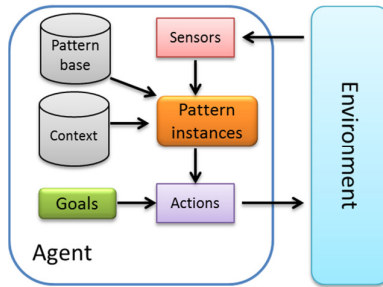 Pattern
base
Sensors
Context
Pattern
instances
Goals
Actions
Agent
Environment